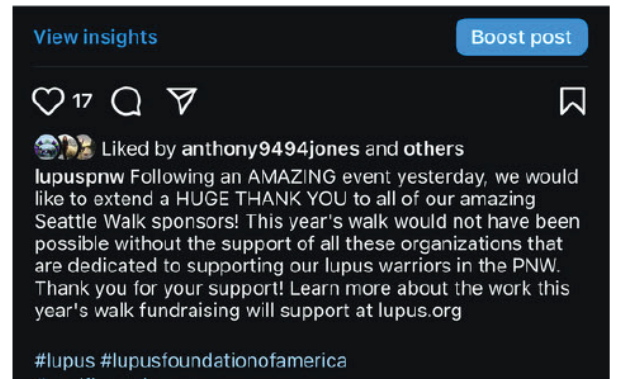 View insights
Boost post
17
Liked by anthony9494jones and others
lupuspnw Following an AMAZING event yesterday, we would
like to extend a HUGE THANK YOU to all of our amazing
Seattle Walk sponsors! This year's walk would not have been
possible without the support of all these organizations that
are dedicated to supporting our lupus warriors in the PNW.
Thank you for your support! Learn more about the work this
year's walk fundraising will support at lupus.org
#lupus #lupusfoundationofamerica